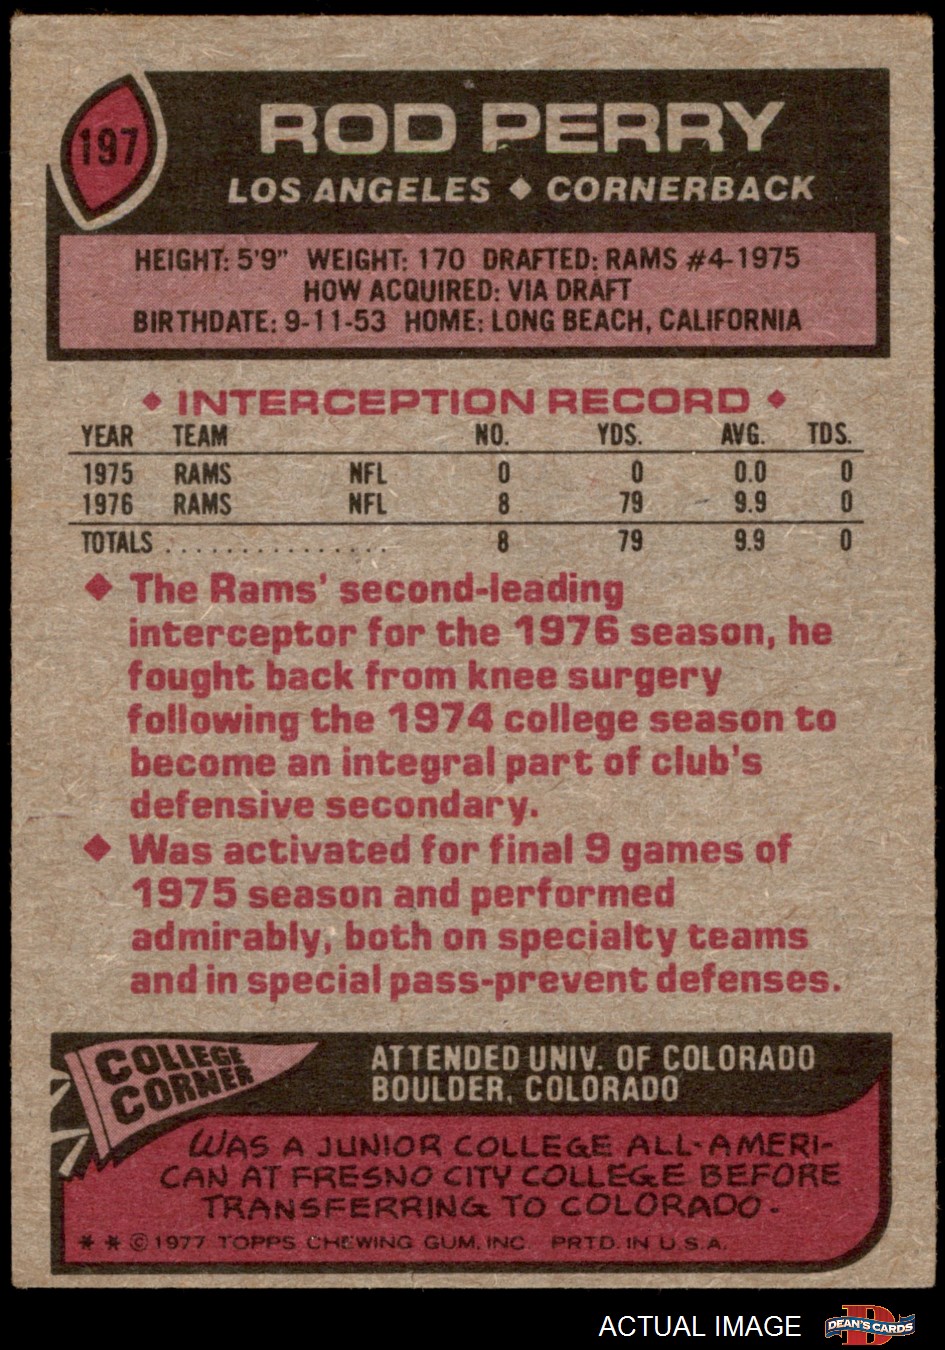 197
ROD PERRY
LOS ANGELES ◆ CORNERBACK
HEIGHT: 5'9" WEIGHT: 170 DRAFTED: RAMS #4-1975
HOW ACQUIRED: VIA DRAFT
BIRTHDATE: 9-11-53 HOME: LONG BEACH, CALIFORNIA
◆ INTERCEPTION RECORD ◆
YEAR TEAM NO. YDS. AVG. TDS.
1975 RAMS NFL 0 0 0.0 0
1976 RAMS NFL 8 79 9.9 0
TOTALS ................ 8 79 9.9 0
◆ The Rams' second-leading
interceptor for the 1976 season, he
fought back from knee surgery
following the 1974 college season to
become an integral part of club's
defensive secondary.
◆ Was activated for final 9 games of
1975 season and performed
admirably, both on specialty teams
and in special pass-prevent defenses.
COLLEGE
CORNER
ATTENDED UNIV. OF COLORADO
BOULDER, COLORADO
WAS A JUNIOR COLLEGE ALL-AMERI-
CAN AT FRESNO CITY COLLEGE BEFORE
TRANSFERRING TO COLORADO.
* * © 1977 TOPPS CHEWING GUM, INC. PRTD. IN U.S.A.
ACTUAL IMAGE
D
DEAN'S CARDS